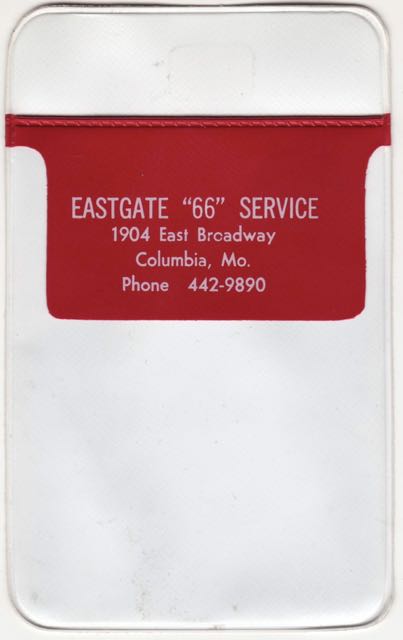 EASTGATE "66" SERVICE
1904 East Broadway
Columbia, Mo.
Phone 442-9890